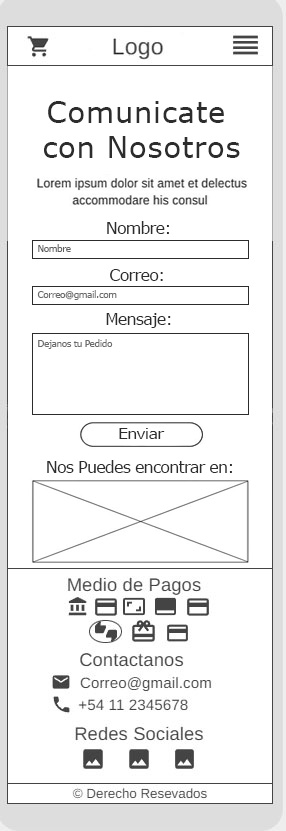 Logo
Comunicate
con Nosotros
Lorem ipsum dolor sit amet et delectus
accommodare his consul
Nombre:
Nombre
Correo:
Correo@gmail.com
Mensaje:
Dejanos tu Pedido
Enviar
Nos Puedes encontrar en:
Medio de Pagos
Contactanos
Correo@gmail.com
+54 11 2345678
Redes Sociales
© Derecho Resevados